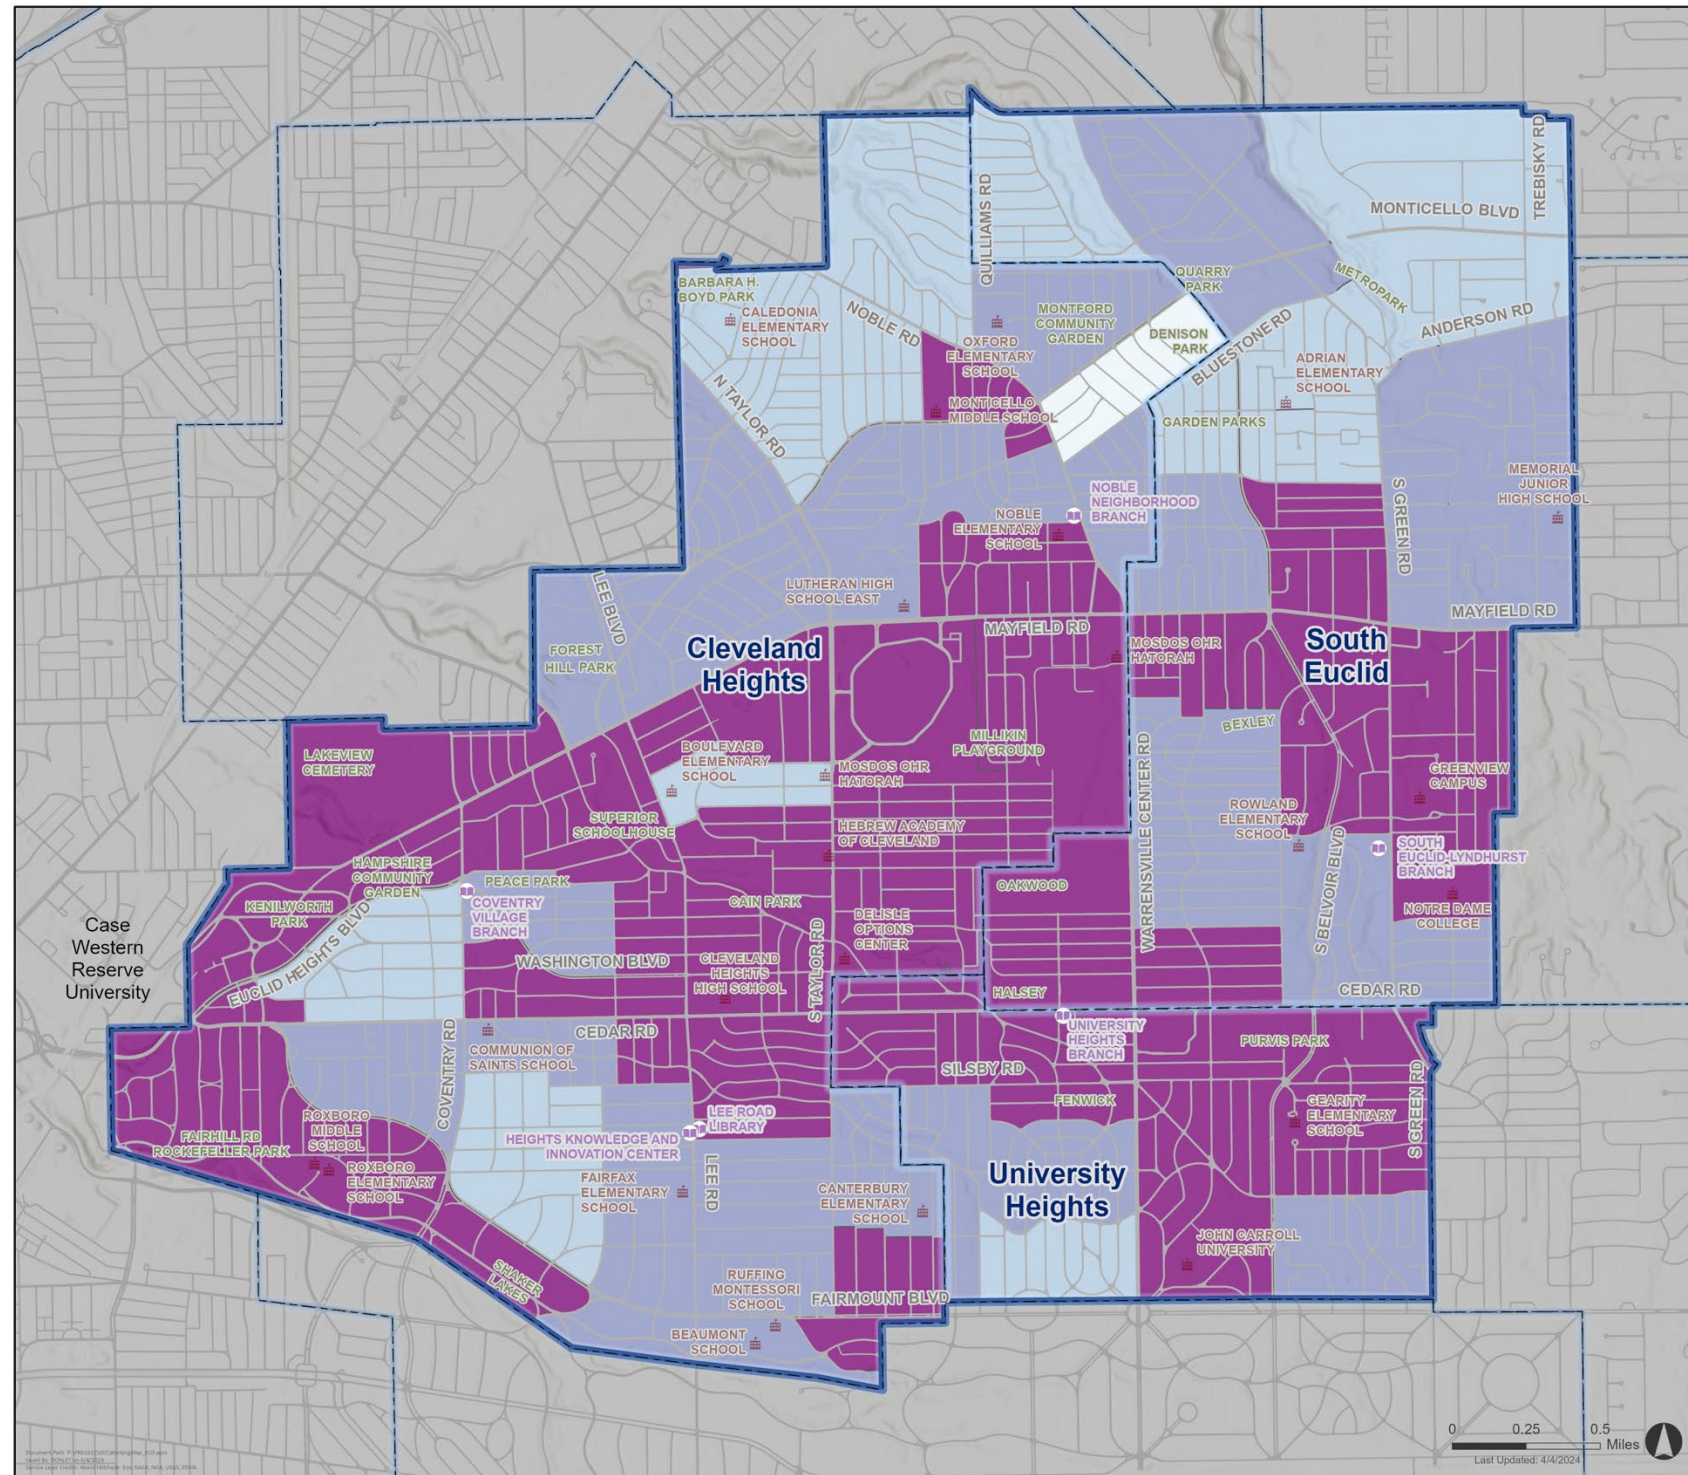 TREBISKY RD
QUILLIAMS RD
MONTICELLO BLVD
BARBARA H.
BOYD PARK
QUARRY
PARK
METROPARK
CALEDONIA
ELEMENTARY
SCHOOL
NOBLE RD
MONTFORD
COMMUNITY
GARDEN
ANDERSON RD
OXFORD
ELEMENTARY
SCHOOL
DENISON
PARK
BLUESTONE RD
ADRIAN
ELEMENTARY
SCHOOL
N TAYLOR RD
MONTICELLO
MIDDLE SCHOOL
GARDEN PARKS
MEMORIAL
JUNIOR
HIGH SCHOOL
NOBLE
NEIGHBORHOOD
BRANCH
S GREEN RD
NOBLE
ELEMENTARY
SCHOOL
LEE BLVD
LUTHERAN HIGH
SCHOOL EAST
MAYFIELD RD
MAYFIELD RD
Cleveland
Heights
South
Euclid
MOSDOS OHR
HATORAH
FOREST
HILL PARK
BEXLEY
LAKEVIEW
CEMETERY
BOULEVARD
ELEMENTARY
SCHOOL
MILLIKIN
PLAYGROUND
MOSDOS OHR
HATORAH
WARRENSVILLE CENTER RD
GREENVIEW
CAMPUS
ROWLAND
ELEMENTARY
SCHOOL
SUPERIOR
SCHOOLHOUSE
HEBREW ACADEMY
OF CLEVELAND
S BELVOIR BLVD
SOUTH
EUCLID-LYNDHURST
BRANCH
HAMPSHIRE
COMMUNITY
GARDEN
PEACE PARK
OAKWOOD
KENILWORTH
PARK
COVENTRY
VILLAGE
BRANCH
CAIN PARK
DELISLE
OPTIONS
CENTER
NOTRE DAME
COLLEGE
Case
Western
Reserve
University
EUCLID HEIGHTS BLVD
WASHINGTON BLVD
CLEVELAND
HEIGHTS
HIGH SCHOOL
S TAYLOR RD
HALSEY
CEDAR RD
CEDAR RD
COVENTRY RD
COMMUNION OF
SAINTS SCHOOL
UNIVERSITY
HEIGHTS
BRANCH
PURVIS PARK
SILSBY RD
S GREEN RD
FENWICK
GEARITY
ELEMENTARY
SCHOOL
ROXBORO
MIDDLE
SCHOOL
LEE ROAD
LIBRARY
HEIGHTS KNOWLEDGE AND
INNOVATION CENTER
FAIRHILL RD
ROCKEFELLER PARK
ROXBORO
ELEMENTARY
SCHOOL
FAIRFAX
ELEMENTARY
SCHOOL
LEE RD
CANTERBURY
ELEMENTARY
SCHOOL
University
Heights
JOHN CARROLL
UNIVERSITY
SHAKER
LAKES
RUFFING
MONTESSORI
SCHOOL
FAIRMOUNT BLVD
BEAUMONT
SCHOOL
0 0.25 0.5
Miles
Last Updated: 4/4/2024